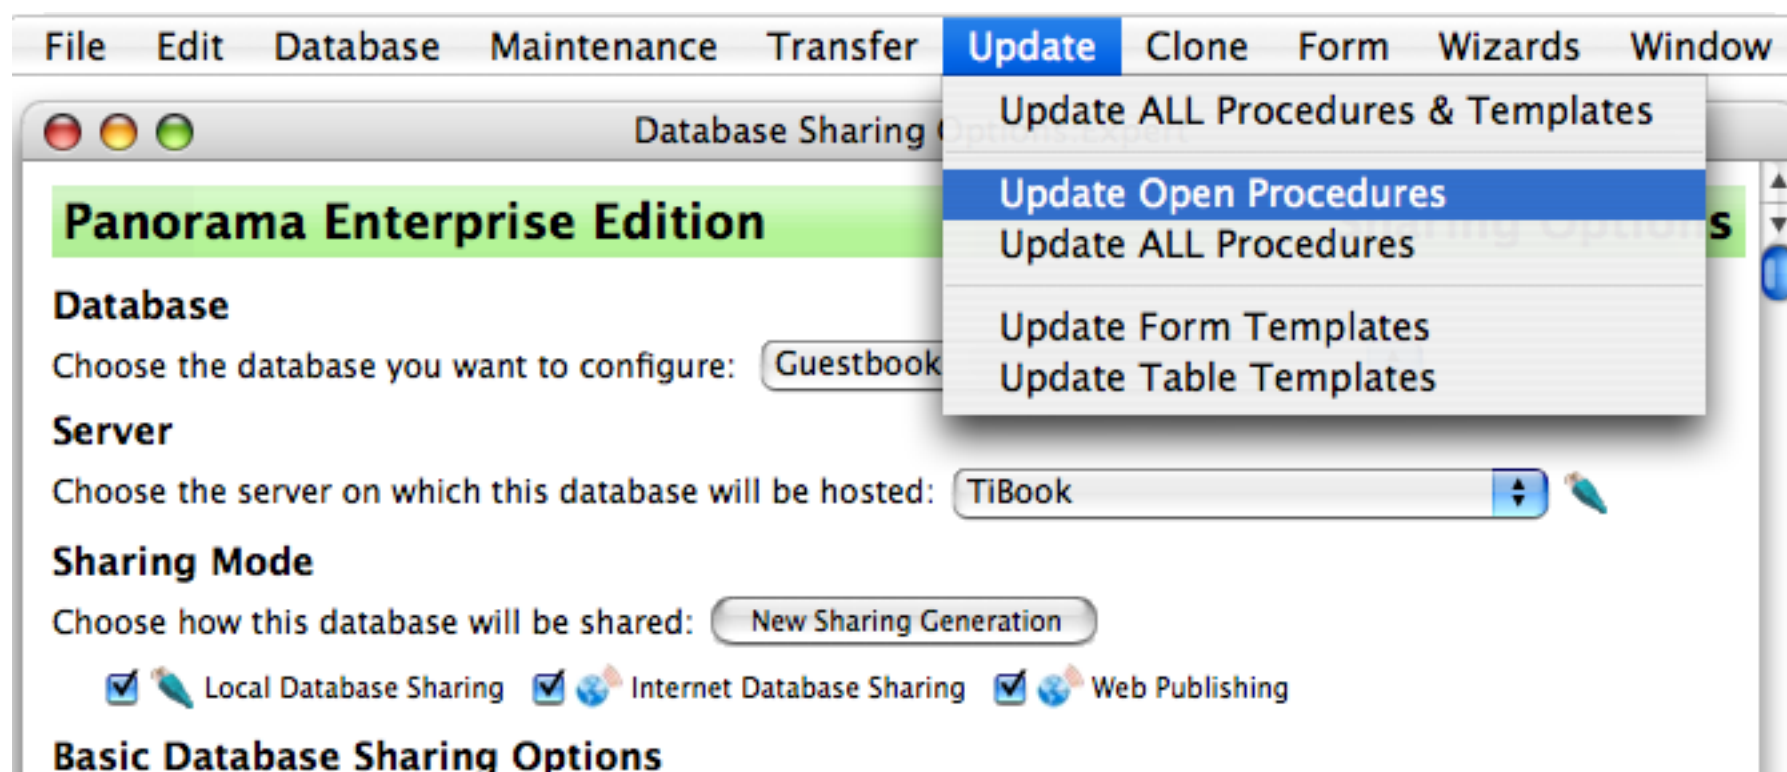 File Edit Database Maintenance Transfer Update Clone Form Wizards Window
Update ALL Procedures & Templates
Update Open Procedures
Update ALL Procedures
Update Form Templates
Update Table Templates
Database Sharing Options:Expert
Panorama Enterprise Edition Sharing Options
Database
Choose the database you want to configure: Guestbook
Server
Choose the server on which this database will be hosted: TiBook
Sharing Mode
Choose how this database will be shared: New Sharing Generation
Local Database Sharing Internet Database Sharing Web Publishing
Basic Database Sharing Options